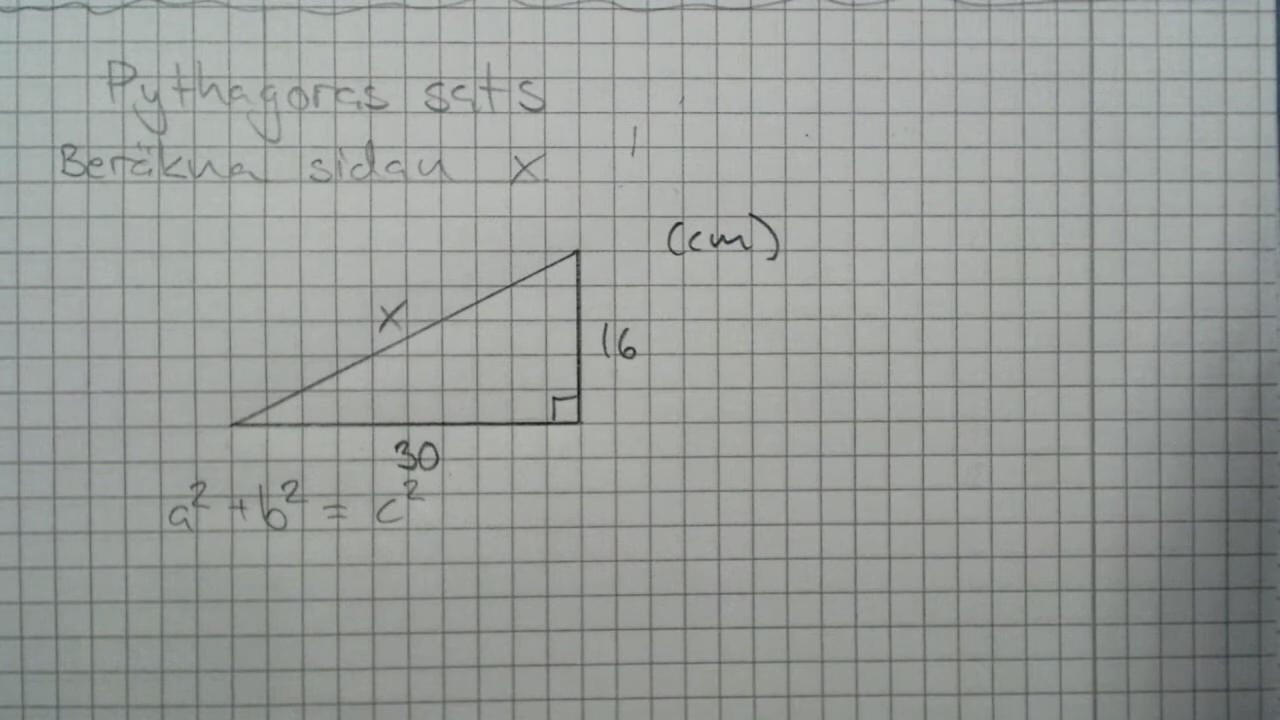 Pythagoras sats
Beräkna sidan x
(cm)
x
16
30
a² + b² = c²